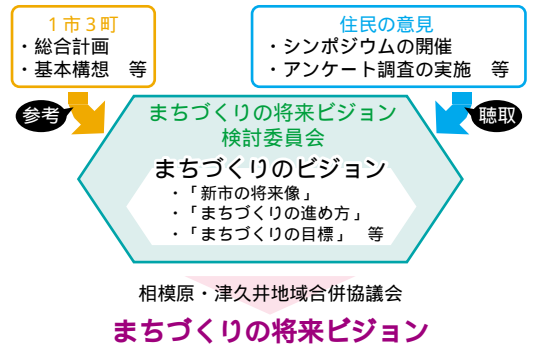 1市3町
・総合計画
・基本構想　等
住民の意見
・シンポジウムの開催
・アンケート調査の実施　等
参考
聴取
まちづくりの将来ビジョン
検討委員会
まちづくりのビジョン
・「新市の将来像」
・「まちづくりの進め方」
・「まちづくりの目標」　等
相模原・津久井地域合併協議会
まちづくりの将来ビジョン